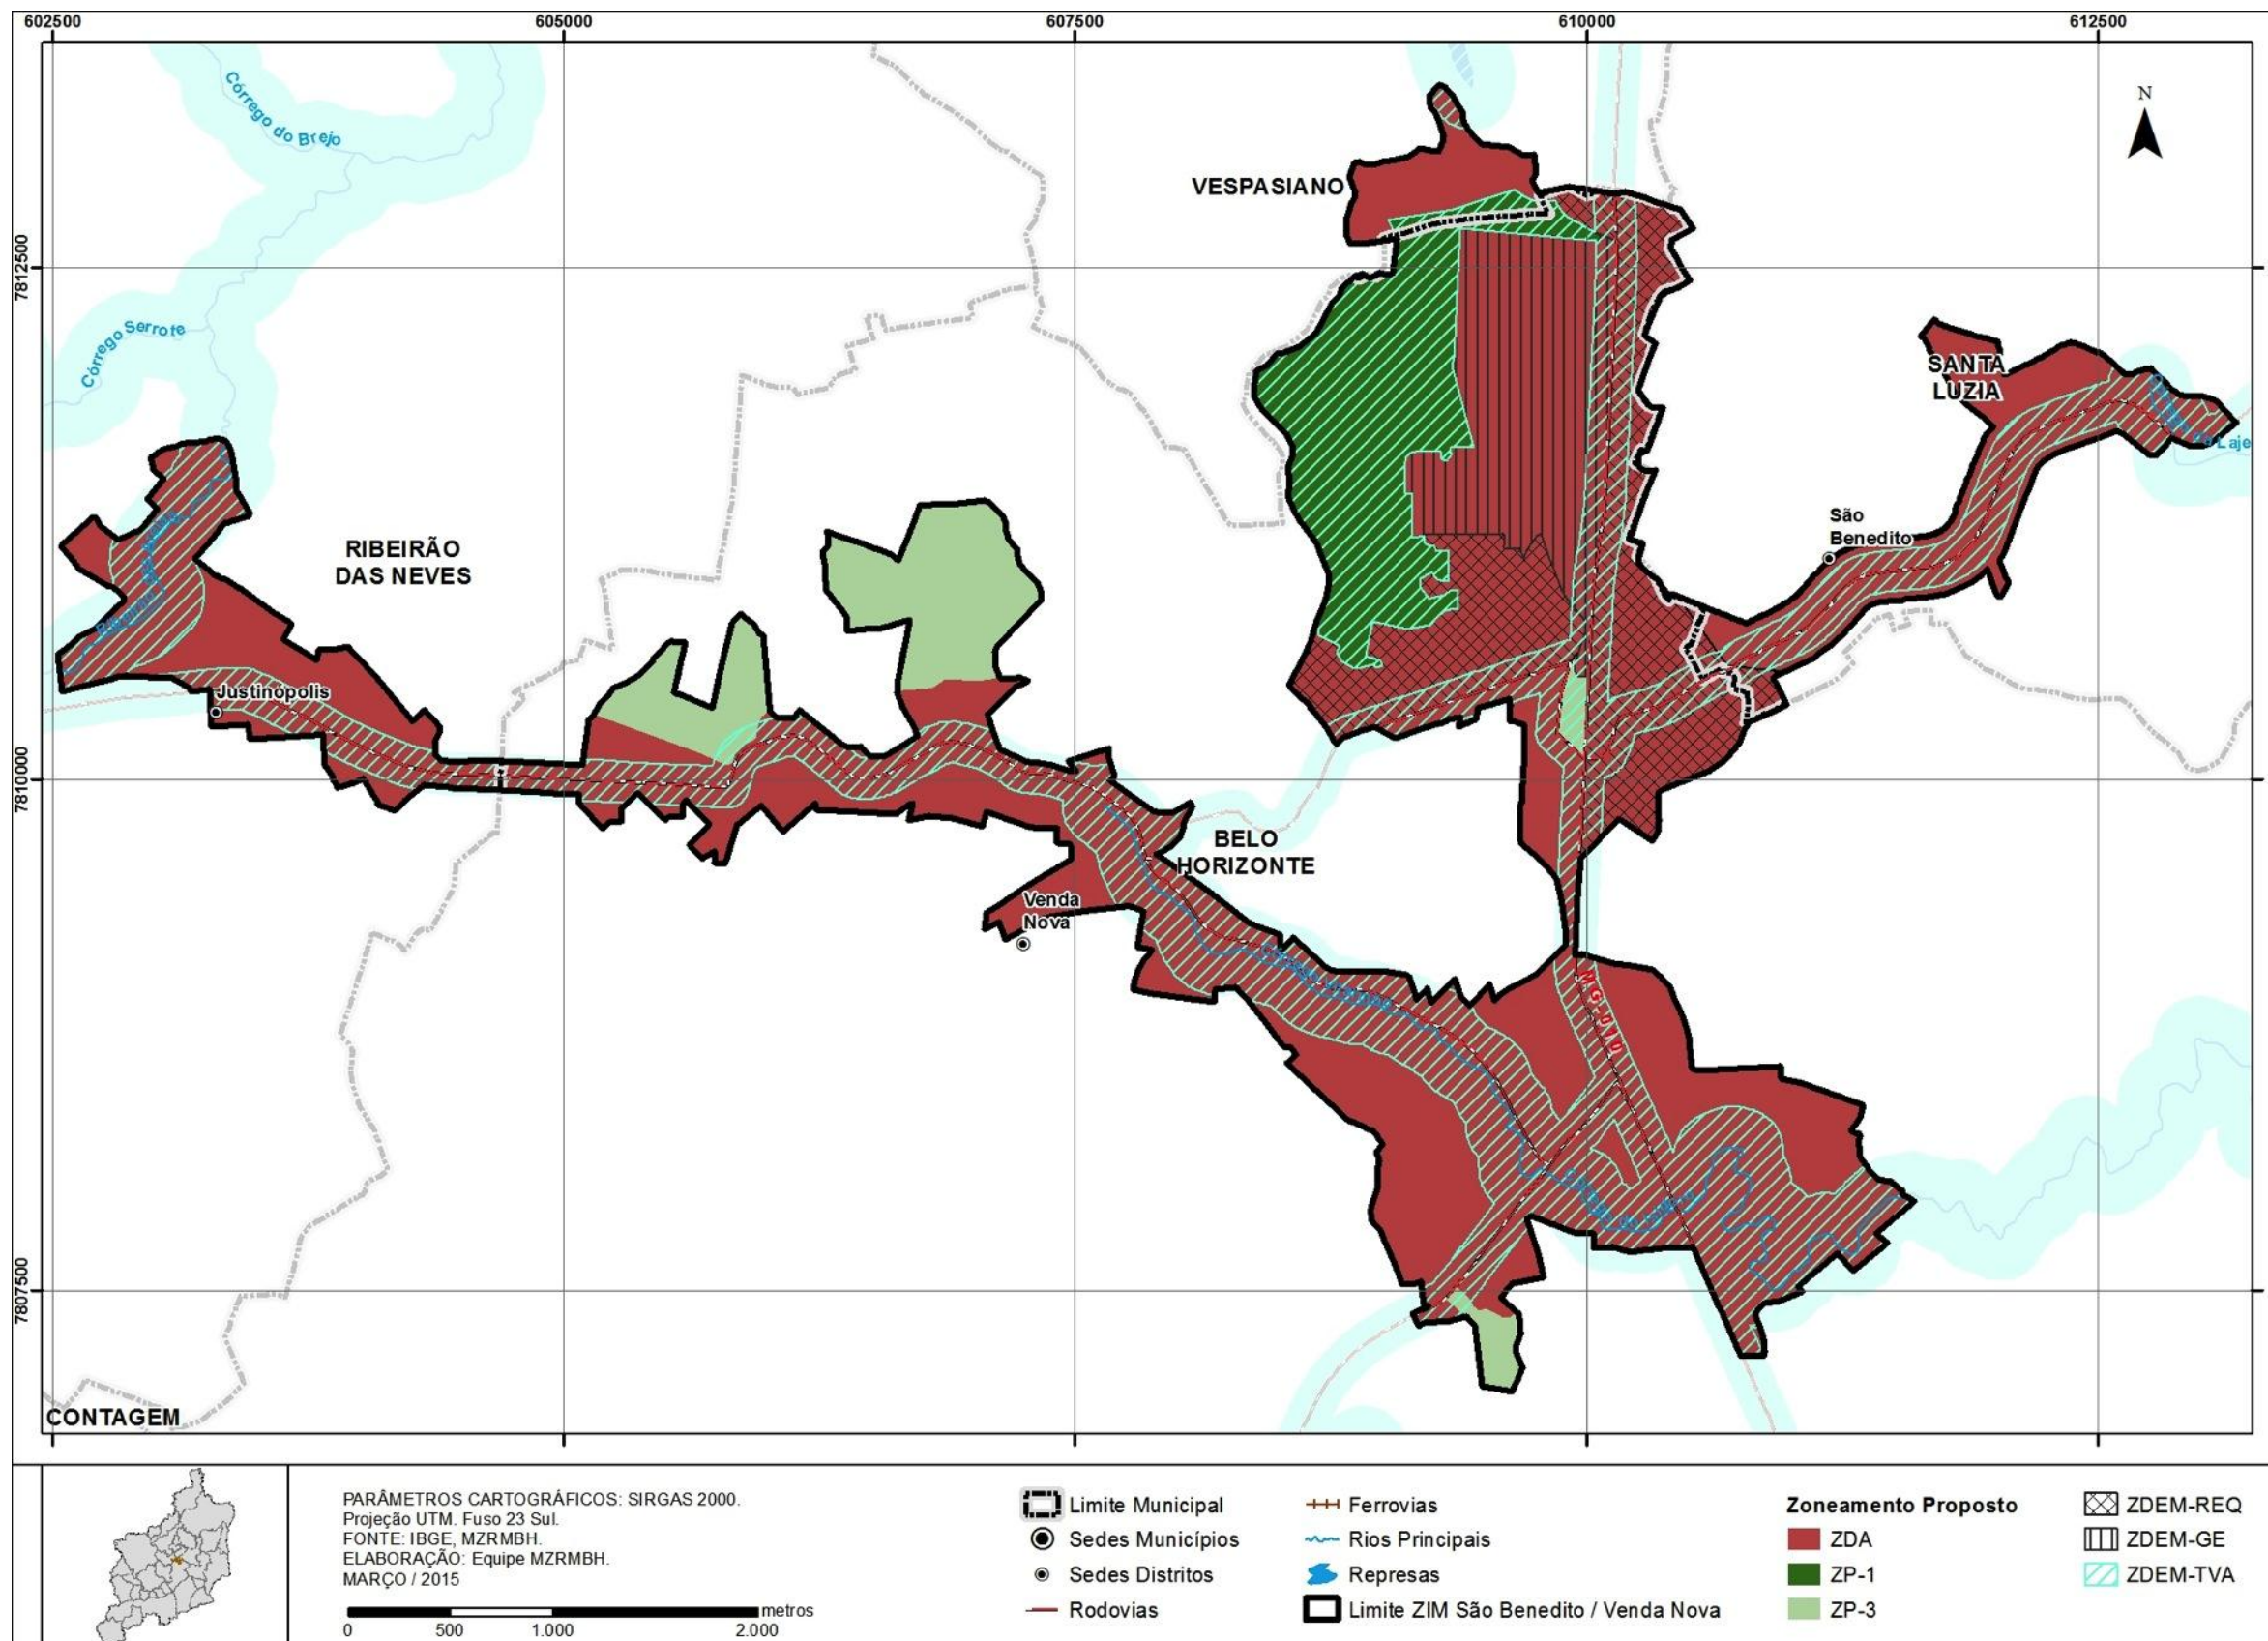 602500 605000 607500 610000 612500
Córrego do Brejo
N
VESPASIANO
7812500
Córrego Serrote
SANTA
LUZIA
Laje
São
Benedito
RIBEIRÃO
DAS NEVES
Justinópolis
7810000
BELO
HORIZONTE
Venda
Nova
MG-010
7807500
CONTAGEM
PARÂMETROS CARTOGRÁFICOS: SIRGAS 2000.
Projeção UTM. Fuso 23 Sul.
FONTE: IBGE, MZRMBH.
ELABORAÇÃO: Equipe MZRMBH.
MARÇO / 2015
metros
0 500 1.000 2.000
Limite Municipal
Sedes Municípios
Sedes Distritos
Rodovias
Ferrovias
Rios Principais
Represas
Limite ZIM São Benedito / Venda Nova
Zoneamento Proposto
ZDA
ZP-1
ZP-3
ZDEM-REQ
ZDEM-GE
ZDEM-TVA